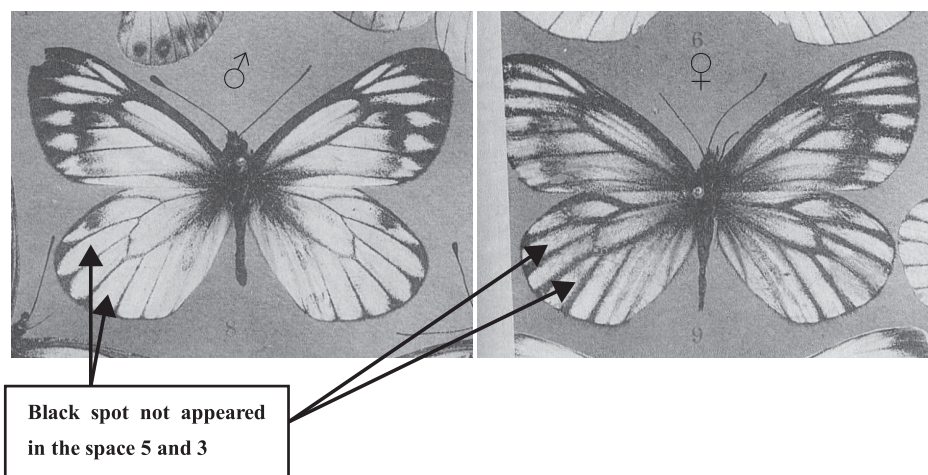 ♂
6
♀
8
9
Black spot not appeared
in the space 5 and 3